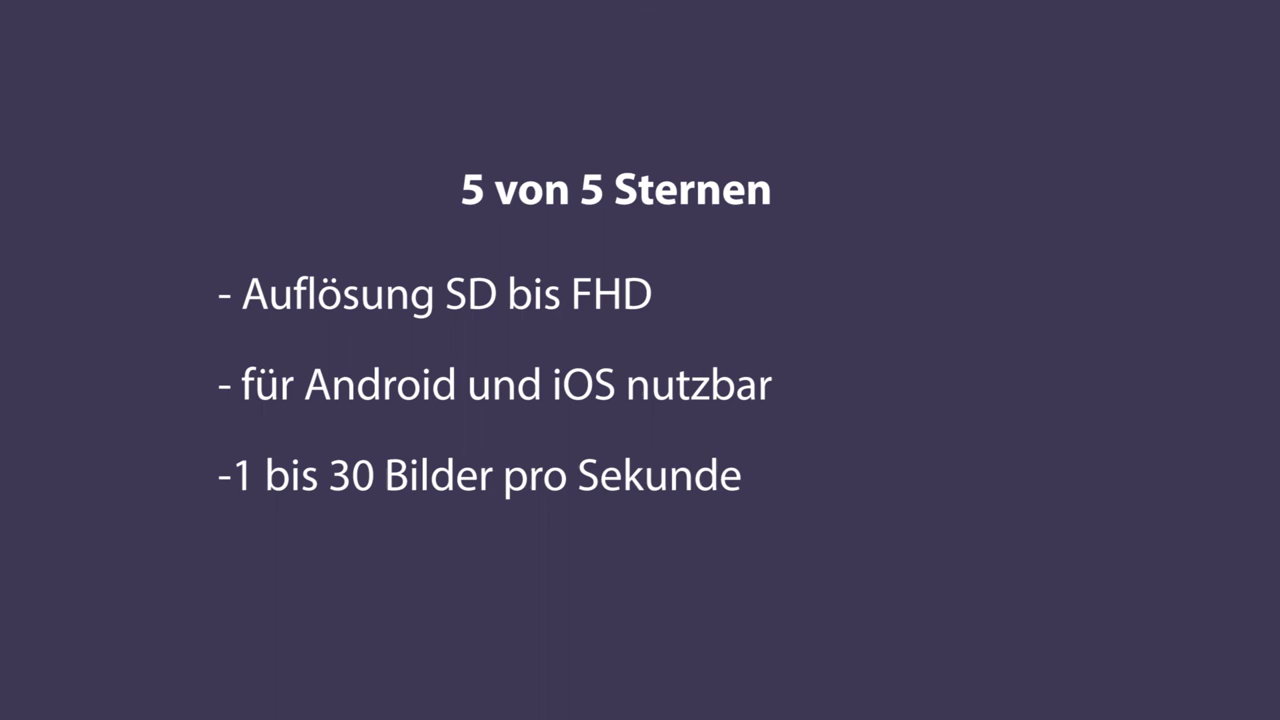 5 von 5 Sternen
- Auflösung SD bis FHD
- für Android und iOS nutzbar
-1 bis 30 Bilder pro Sekunde